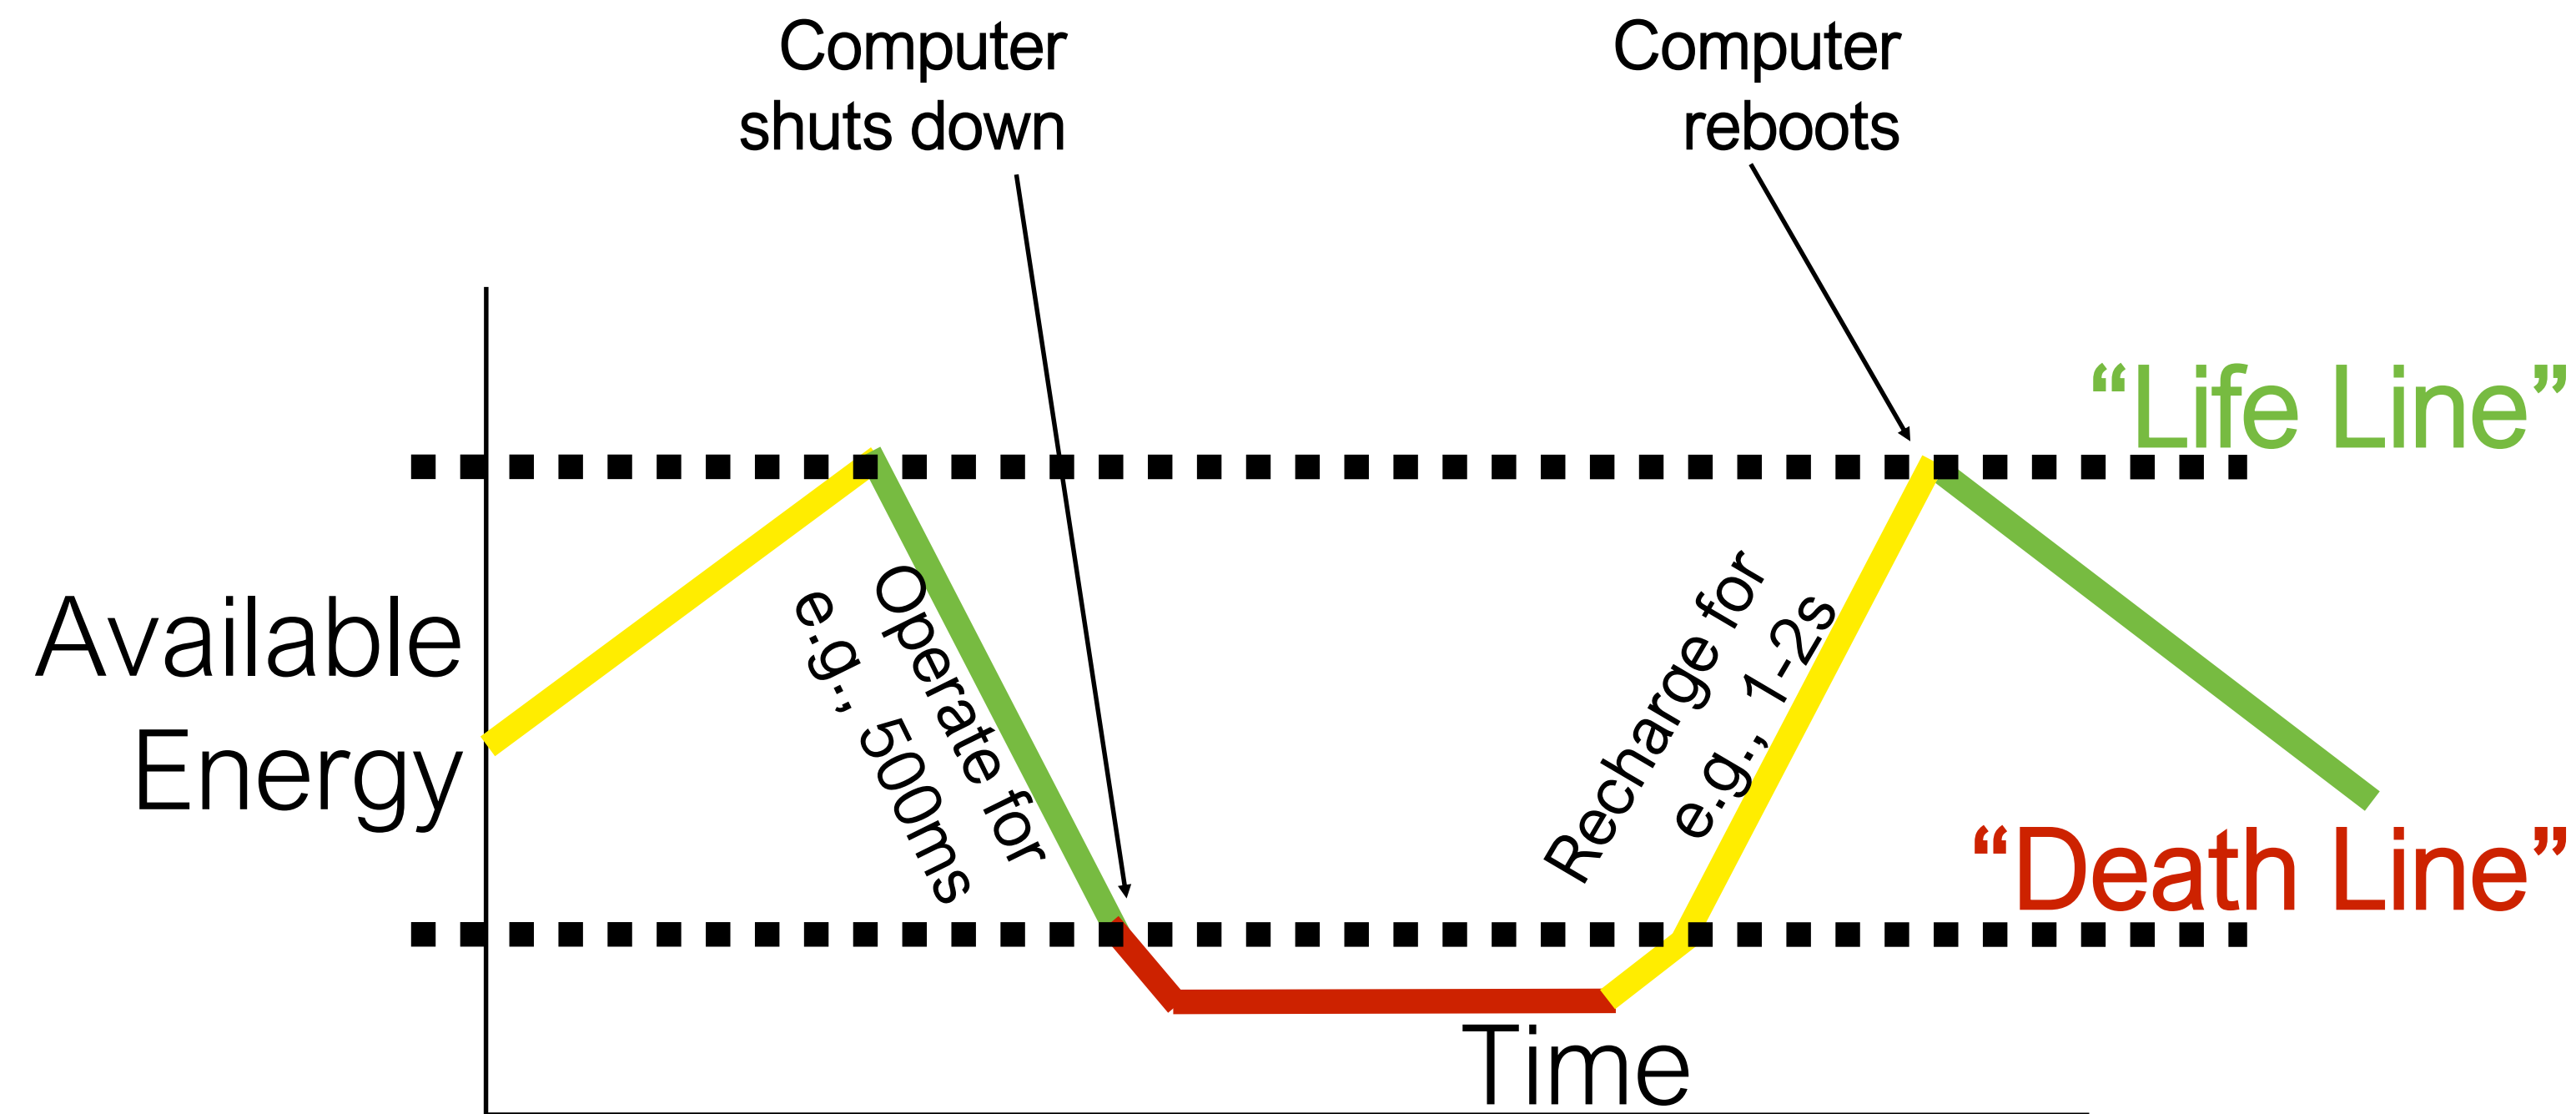 Computer
shuts down
Computer
reboots
“Life Line”
Available
Energy
Operate for
e.g., 500ms
Recharge for
e.g., 1-2s
“Death Line”
Time